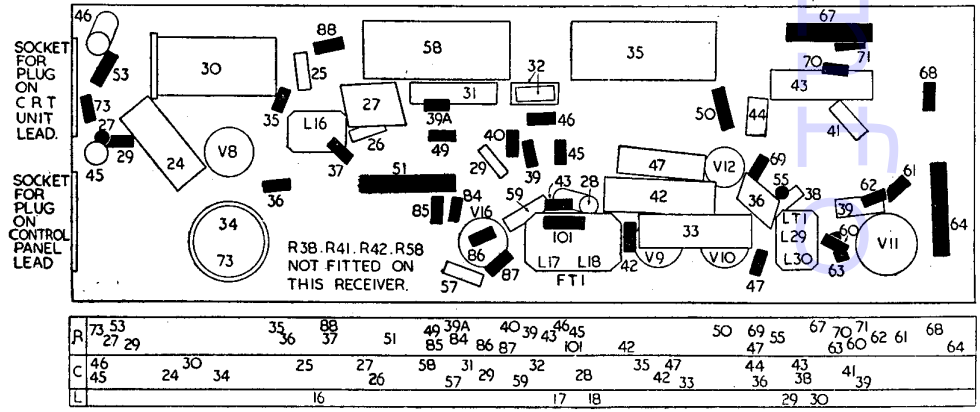 46
88
67
SOCKET
FOR
PLUG
ON
CRT
UNIT
LEAD.
53
30
25
58
32
35
70
71
43
68
73
27
35
27
31
39A
46
50
44
41
L16
26
49
40
29
45
24
V8
37
29
39
45
47
V12
69
61
SOCKET
FOR
PLUG
ON
CONTROL
PANEL
LEAD
36
51
84
59
43
28
42
36
55
38
62
39
85
V16
101
33
LT1
L29
L30
60
63
V11
64
34
73
R38.R41.R42.R58
NOT FITTED ON
THIS RECEIVER.
86
57
87
L17
L18
FT1
42
V9
V10
47
R 73 53 35 88 49 39A 40 46 45 50 69 67 70 71 68
27 29 36 37 51 85 84 86 87 39 43 101 42 47 55 63 60 62 61 64
C 46 30 25 27 58 31 32 35 47 44 43 41
45 24 34 26 57 29 59 28 42 33 36 38 39
L 16 17 18 29 30